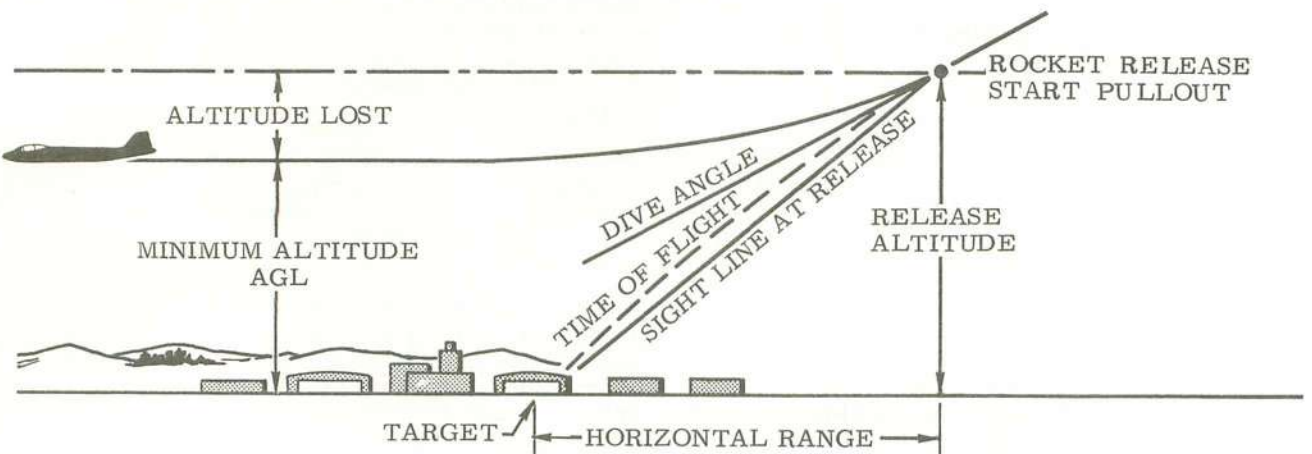 ROCKET RELEASE
START PULLOUT
ALTITUDE LOST
DIVE ANGLE
TIME OF FLIGHT
SIGHT LINE AT RELEASE
RELEASE
ALTITUDE
MINIMUM ALTITUDE
AGL
TARGET
HORIZONTAL RANGE